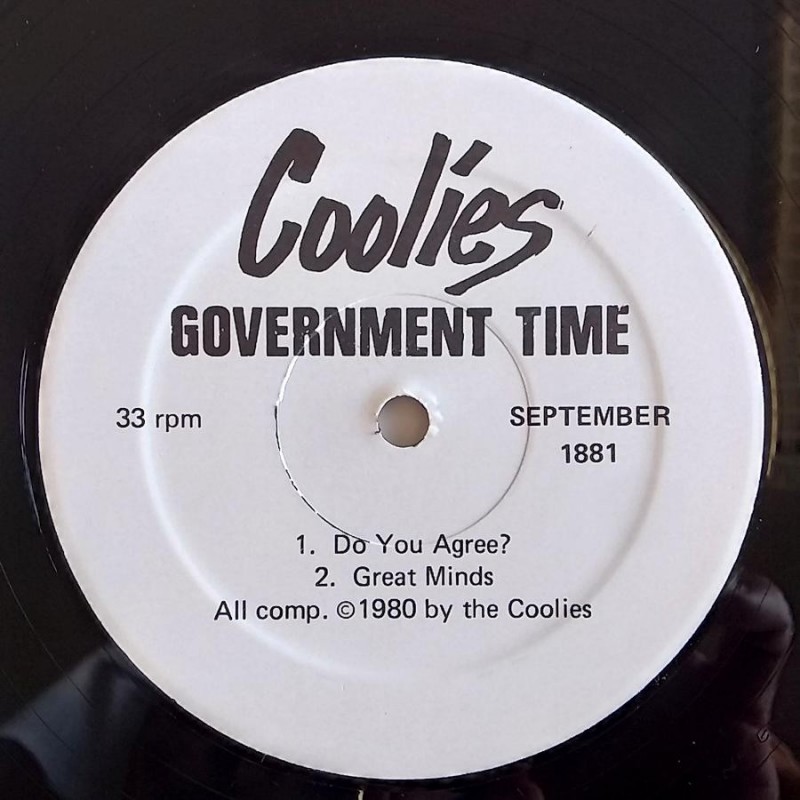 Coolies
GOVERNMENT TIME
33 rpm
SEPTEMBER
1881
1. Do You Agree?
2. Great Minds
All comp. ©1980 by the Coolies